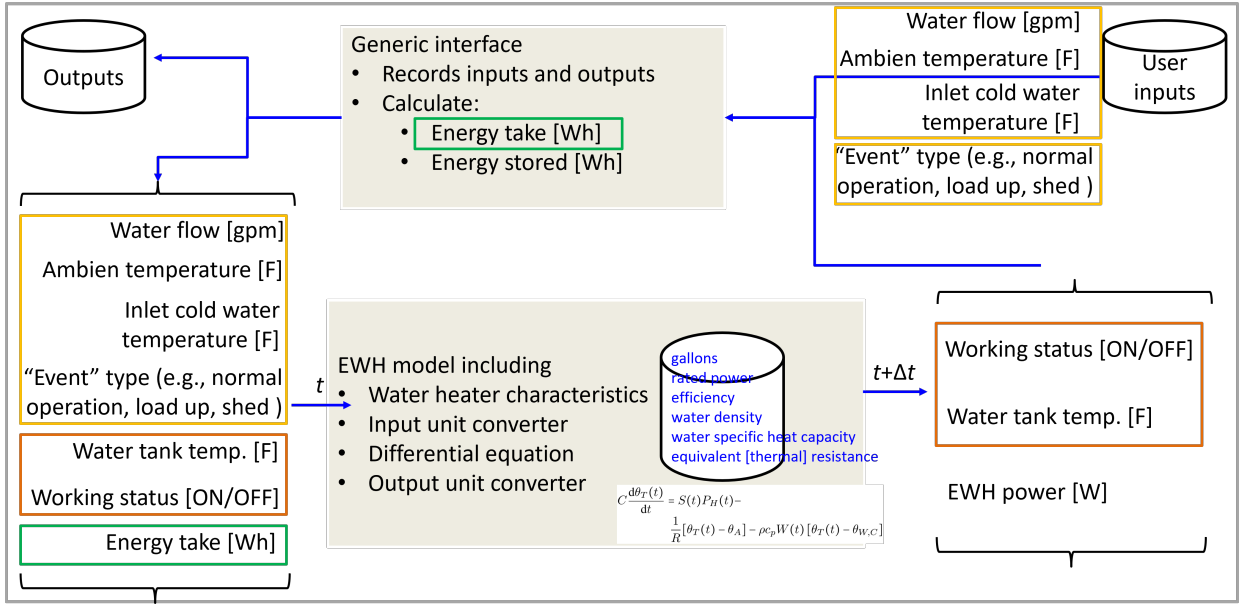 Outputs
Generic interface
• Records inputs and outputs
• Calculate:
• Energy take [Wh]
• Energy stored [Wh]
Water flow [gpm]
Ambien temperature [F]
Inlet cold water
temperature [F]
“Event” type (e.g., normal
operation, load up, shed )
User
inputs
Water flow [gpm]
Ambien temperature [F]
Inlet cold water
temperature [F]
“Event” type (e.g., normal
operation, load up, shed )
Water tank temp. [F]
Working status [ON/OFF]
Energy take [Wh]
t
EWH model including
• Water heater characteristics
• Input unit converter
• Differential equation
• Output unit converter
gallons
rated power
efficiency
water density
water specific heat capacity
equivalent [thermal] resistance
C dθ_T(t)/dt = S(t)P_H(t)−
1/R [θ_T(t) − θ_A] − ρc_pW(t) [θ_T(t) − θ_{W,C}]
t+Δt
Working status [ON/OFF]
Water tank temp. [F]
EWH power [W]